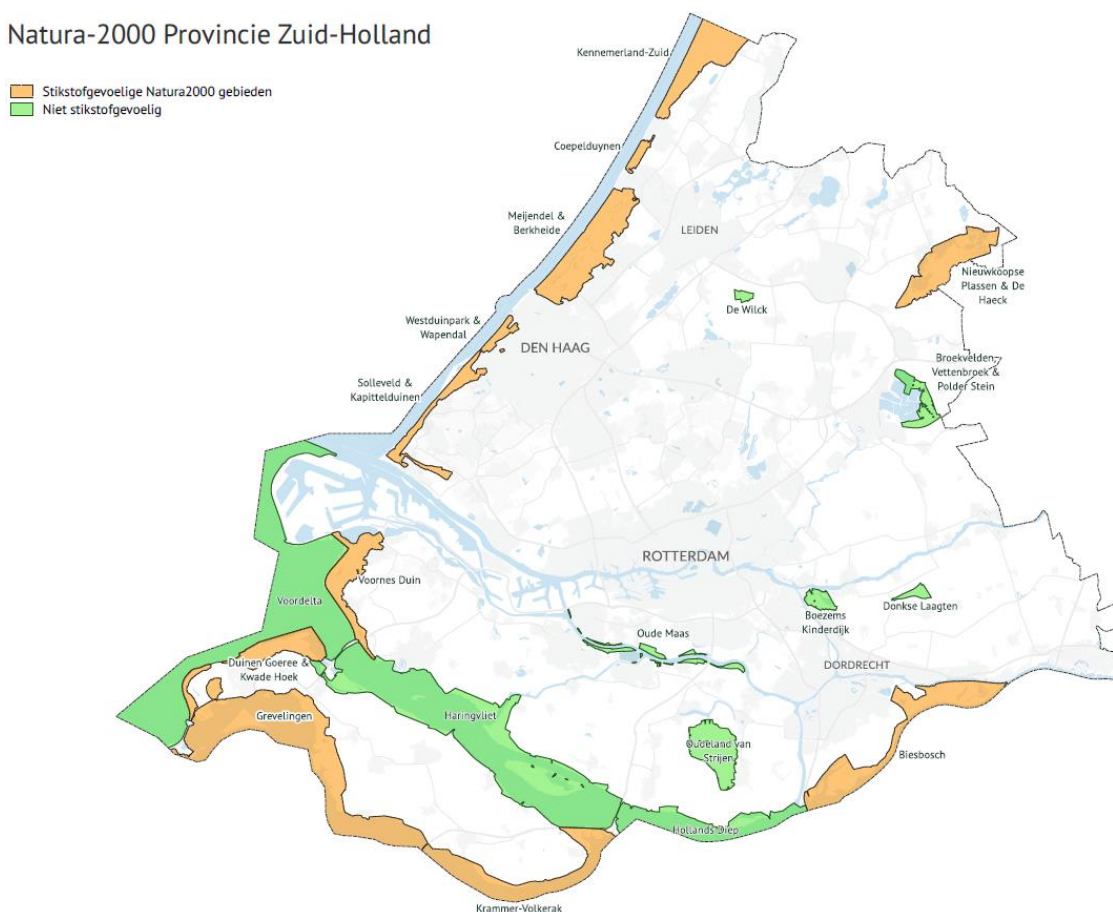 Natura-2000 Provincie Zuid-Holland
Stikstofgevoelige Natura2000 gebieden
Niet stikstofgevoelig
Kennemerland-Zuid
Coepelduynen
Meijendel &
Berkheide
LEIDEN
Nieuwkoopse
Plassen & De
Haeck
De Wilck
Westduinpark &
Wapendal
DEN HAAG
Broekvelden,
Vettenbroek &
Polder Stein
Solleveld &
Kapittelduinen
ROTTERDAM
Voornes Duin
Voordelta
Donkse Laagten
Boezems
Kinderdijk
Oude Maas
Duinen Goeree &
Kwade Hoek
DORDRECHT
Grevelingen
Haringvliet
Oudeland van
Strijen
Biesbosch
Hollands Diep
Krammer-Volkerak